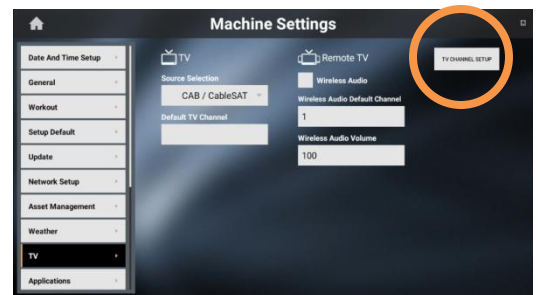 Machine Settings
Date And Time Setup
General
Workout
Setup Default
Update
Network Setup
Asset Management
Weather
TV
Applications
TV
Source Selection
CAB / CableSAT
Default TV Channel
Remote TV
Wireless Audio
Wireless Audio Default Channel
1
Wireless Audio Volume
100
TV CHANNEL SETUP